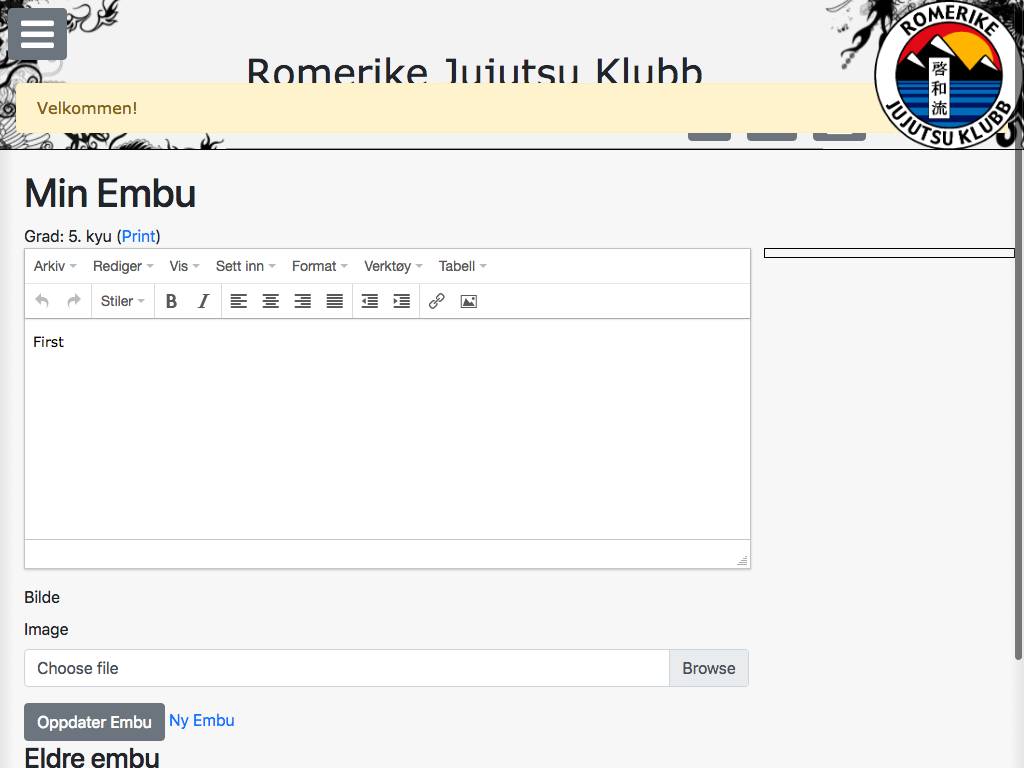 Romerike Jujutsu Klubb
ROMERIKE
啓和流
JUJUTSU KLUBB
Velkommen!
Min Embu
Grad: 5. kyu (Print)
Arkiv Rediger Vis Sett inn Format Verktøy Tabell
Stiler B I
First
Bilde
Image
Choose file Browse
Oppdater Embu Ny Embu
Eldre embu